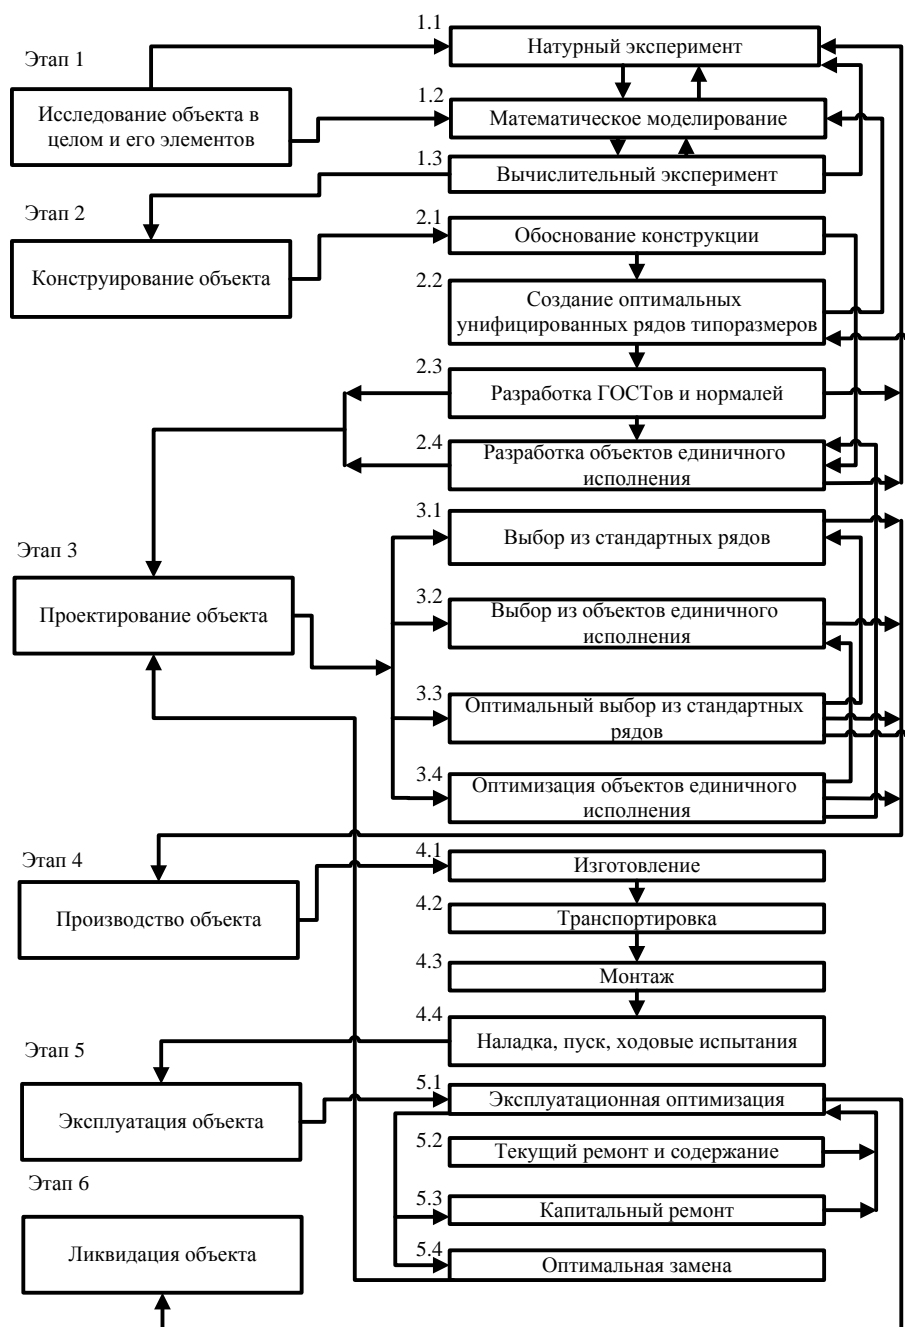 1.1
Натурный эксперимент
Этап 1
1.2
Исследование объекта в
целом и его элементов
Математическое моделирование
1.3
Вычислительный эксперимент
Этап 2
2.1
Обоснование конструкции
Конструирование объекта
2.2
Создание оптимальных
унифицированных рядов типоразмеров
2.3
Разработка ГОСТов и нормалей
2.4
Разработка объектов единичного
исполнения
3.1
Выбор из стандартных рядов
Этап 3
Проектирование объекта
3.2
Выбор из объектов единичного
исполнения
3.3
Оптимальный выбор из стандартных
рядов
3.4
Оптимизация объектов единичного
исполнения
Этап 4
4.1
Изготовление
Производство объекта
4.2
Транспортировка
4.3
Монтаж
4.4
Наладка, пуск, ходовые испытания
Этап 5
5.1
Эксплуатационная оптимизация
Эксплуатация объекта
5.2
Текущий ремонт и содержание
Этап 6
5.3
Капитальный ремонт
Ликвидация объекта
5.4
Оптимальная замена